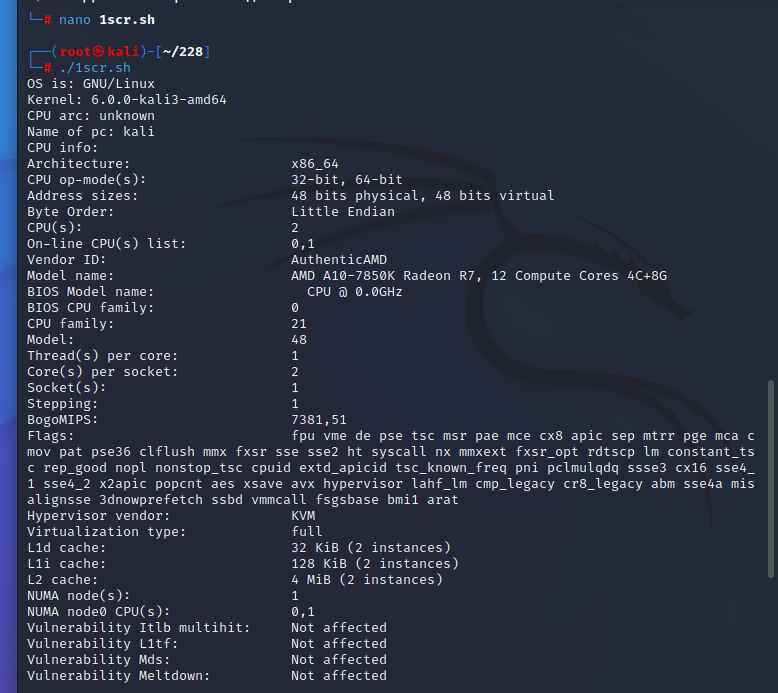 └─# nano 1scr.sh
┌──(root㉿kali)-[~/228]
└─# ./1scr.sh
OS is: GNU/Linux
Kernel: 6.0.0-kali3-amd64
CPU arc: unknown
Name of pc: kali
CPU info:
Architecture: x86_64
CPU op-mode(s): 32-bit, 64-bit
Address sizes: 48 bits physical, 48 bits virtual
Byte Order: Little Endian
CPU(s): 2
On-line CPU(s) list: 0,1
Vendor ID: AuthenticAMD
Model name: AMD A10-7850K Radeon R7, 12 Compute Cores 4C+8G
BIOS Model name: CPU @ 0.0GHz
BIOS CPU family: 0
CPU family: 21
Model: 48
Thread(s) per core: 1
Core(s) per socket: 2
Socket(s): 1
Stepping: 1
BogoMIPS: 7381,51
Flags: fpu vme de pse tsc msr pae mce cx8 apic sep mtrr pge mca c
mov pat pse36 clflush mmx fxsr sse sse2 ht syscall nx mmxext fxsr_opt rdtscp lm constant_ts
c rep_good nopl nonstop_tsc cpuid extd_apicid tsc_known_freq pni pclmulqdq ssse3 cx16 sse4_
1 sse4_2 x2apic popcnt aes xsave avx hypervisor lahf_lm cmp_legacy cr8_legacy abm sse4a mis
alignsse 3dnowprefetch ssbd vmmcall fsgsbase bmi1 arat
Hypervisor vendor: KVM
Virtualization type: full
L1d cache: 32 KiB (2 instances)
L1i cache: 128 KiB (2 instances)
L2 cache: 4 MiB (2 instances)
NUMA node(s): 1
NUMA node0 CPU(s): 0,1
Vulnerability Itlb multihit: Not affected
Vulnerability L1tf: Not affected
Vulnerability Mds: Not affected
Vulnerability Meltdown: Not affected